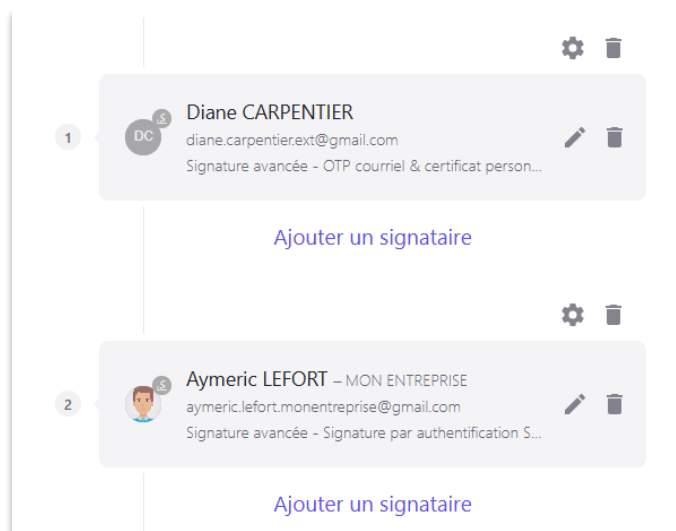 1
DC
Diane CARPENTIER
diane.carpentier.ext@gmail.com
Signature avancée - OTP courriel & certificat person...
Ajouter un signataire
2
Aymeric LEFORT – MON ENTREPRISE
aymeric.lefort.monentreprise@gmail.com
Signature avancée - Signature par authentification S...
Ajouter un signataire